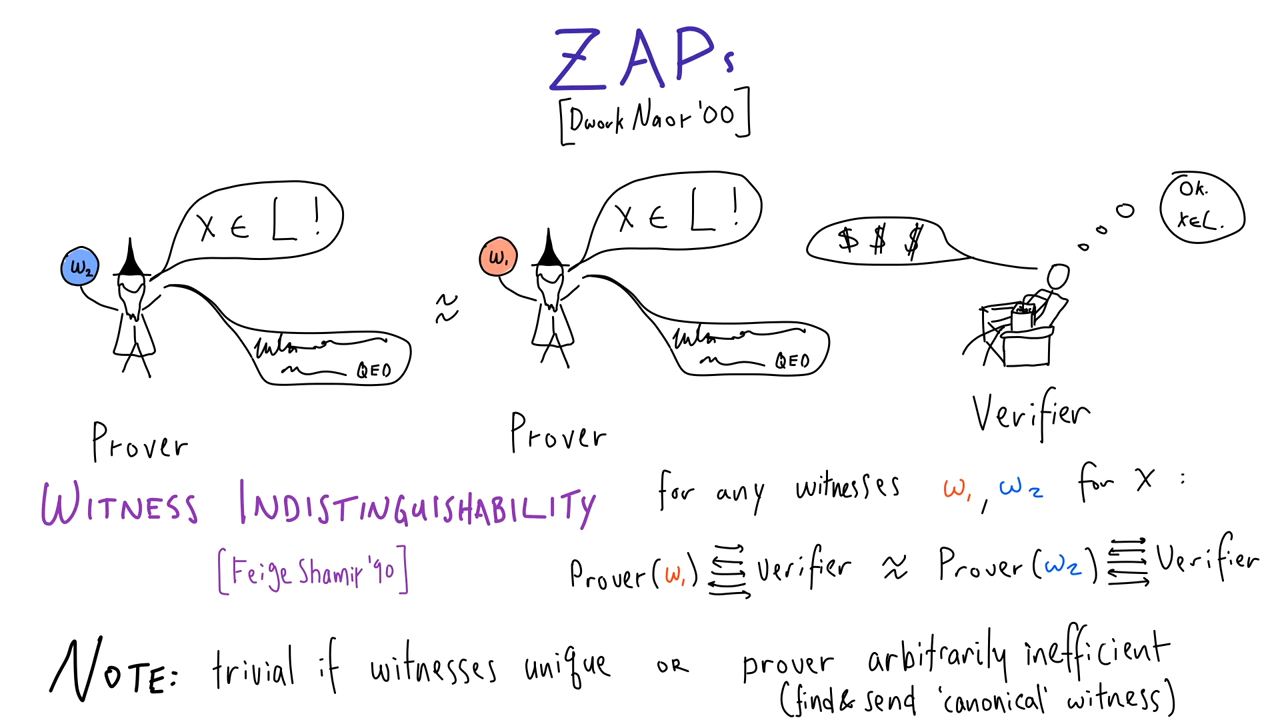 ZAPs
[Dwork Naor '00]
x ∈ L !
x ∈ L !
Ok.
x∈L.
$ $ $
w₂
w₁
≈
QED
QED
Prover
Prover
Verifier
WITNESS INDISTINGUISHABILITY
[Feige Shamir '90]
for any witnesses w₁, w₂ for x :
Prover(w₁) Verifier ≈ Prover(w₂) Verifier
NOTE: trivial if witnesses unique or prover arbitrarily inefficient
(find & send 'canonical' witness)